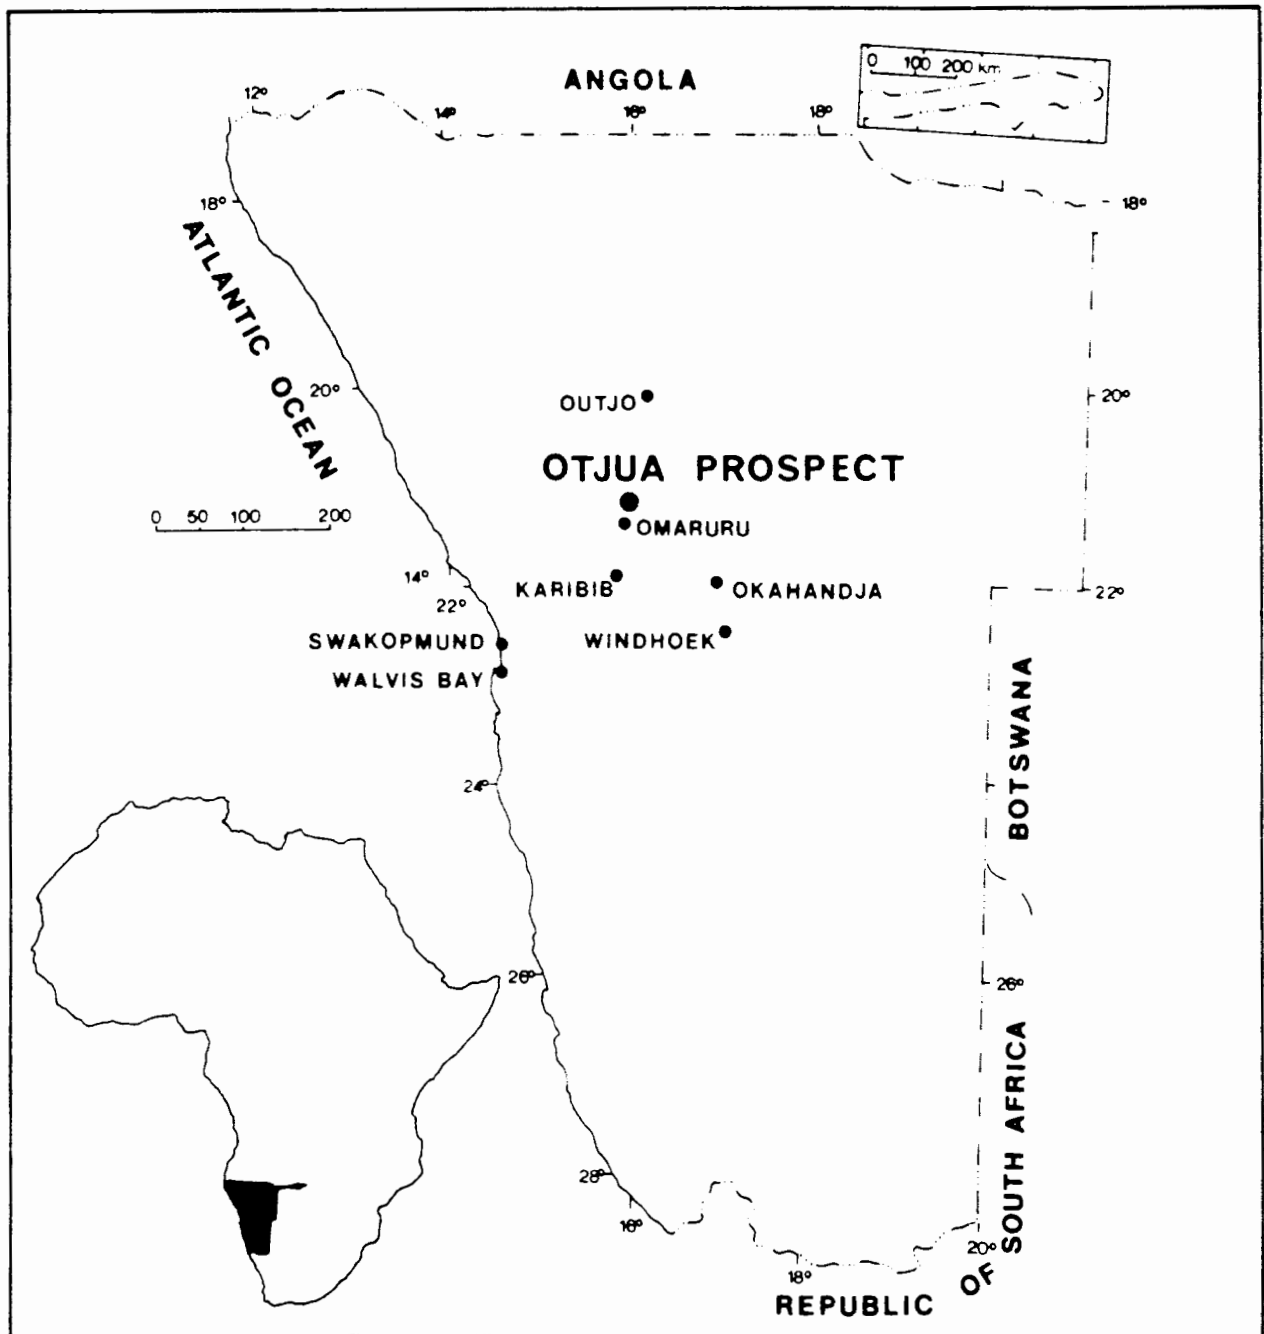 0 100 200 km
ANGOLA
12° 14° 16° 18°
18° 18°
ATLANTIC OCEAN
20° 20°
OUTJO
OTJUA PROSPECT
0 50 100 200
OMARURU
14°
KARIBIB OKAHANDJA
22° 22°
SWAKOPMUND WINDHOEK
WALVIS BAY
BOTSWANA
24°
26° 26°
28°
16°
18°
20°
REPUBLIC OF SOUTH AFRICA